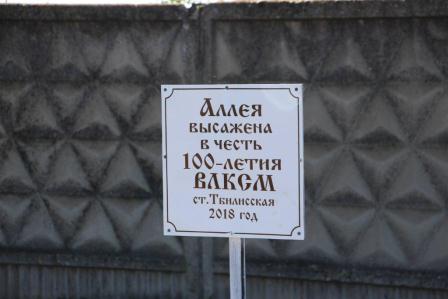 Аллея
высажена
в честь
100-летия
ВЛКСМ
ст.Тбилисская
2018 год